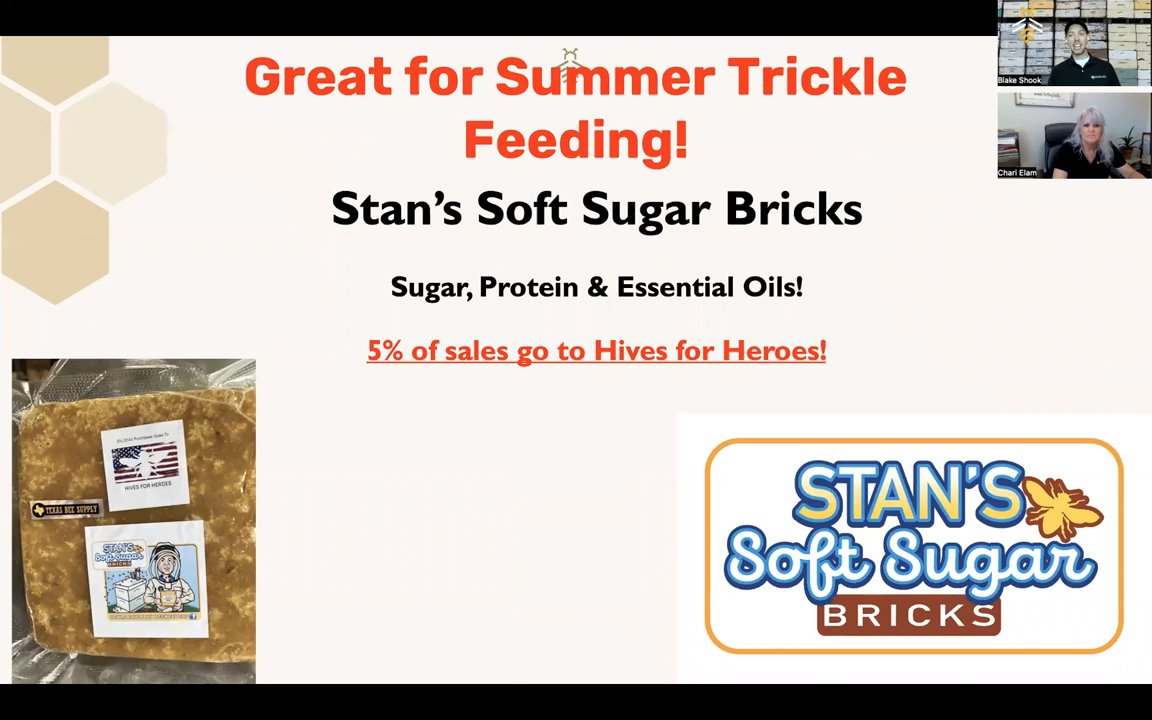 Great for Summer Trickle
Feeding!
Stan's Soft Sugar Bricks
Sugar, Protein & Essential Oils!
5% of sales go to Hives for Heroes!
Blake Shook
Chari Elam
HIVES FOR HEROES
TEXAS BEE SUPPLY
STAN'S
Soft Sugar
BRICKS
STAN'S
Soft Sugar
BRICKS